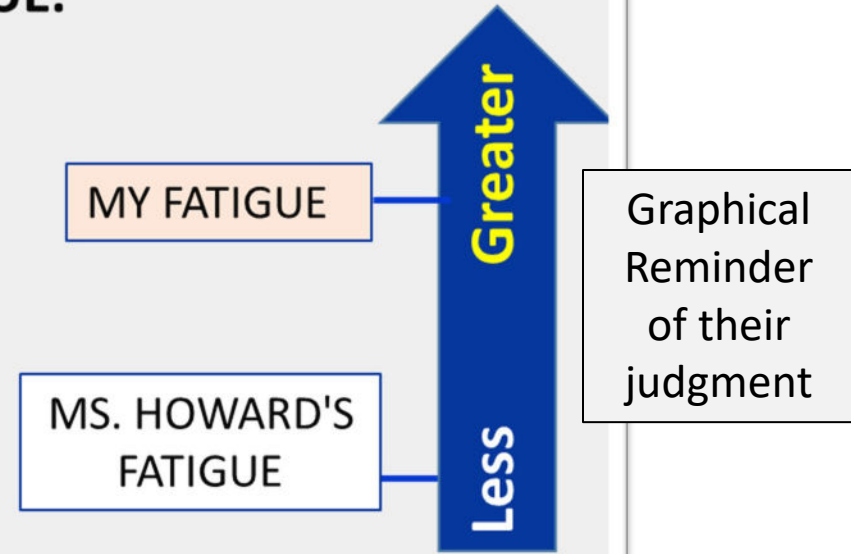 MY FATIGUE
MS. HOWARD'S
FATIGUE
Greater
Less
Graphical
Reminder
of their
judgment